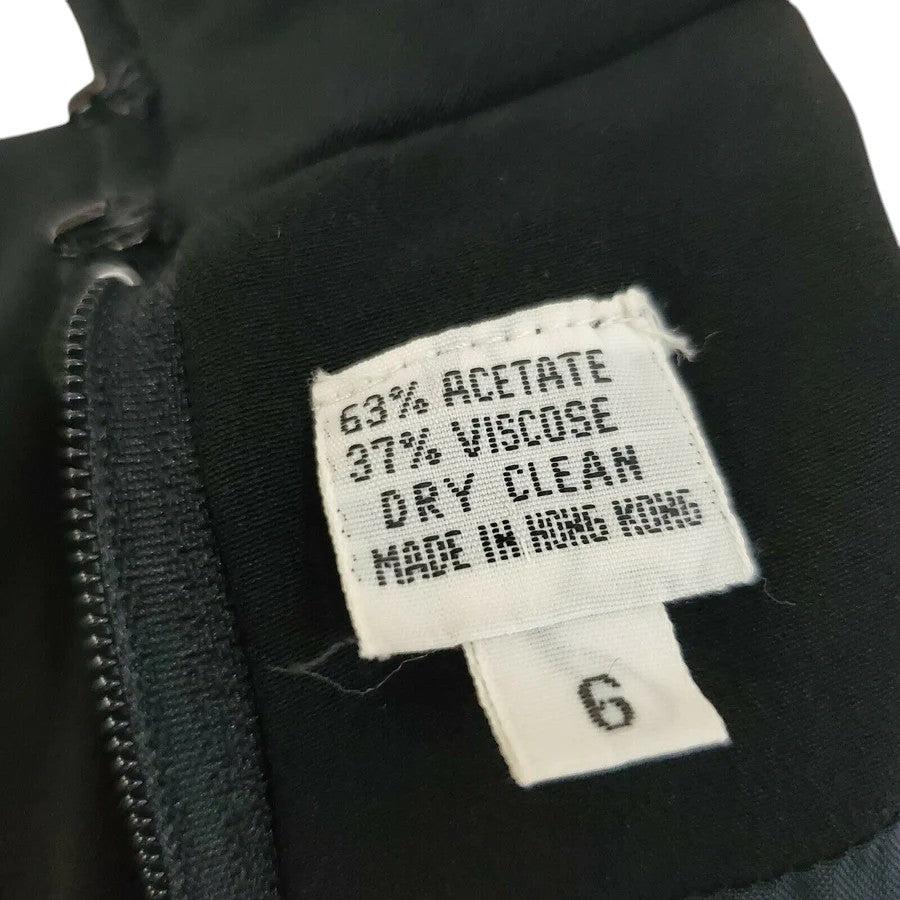 63% ACETATE
37% VISCOSE
DRY CLEAN
MADE IN HONG KONG
6